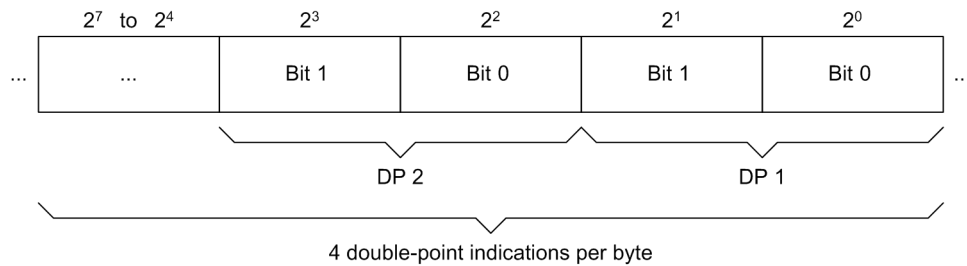 2⁷ to 2⁴ 2³ 2² 2¹ 2⁰
... ... Bit 1 Bit 0 Bit 1 Bit 0 ..
DP 2 DP 1
4 double-point indications per byte